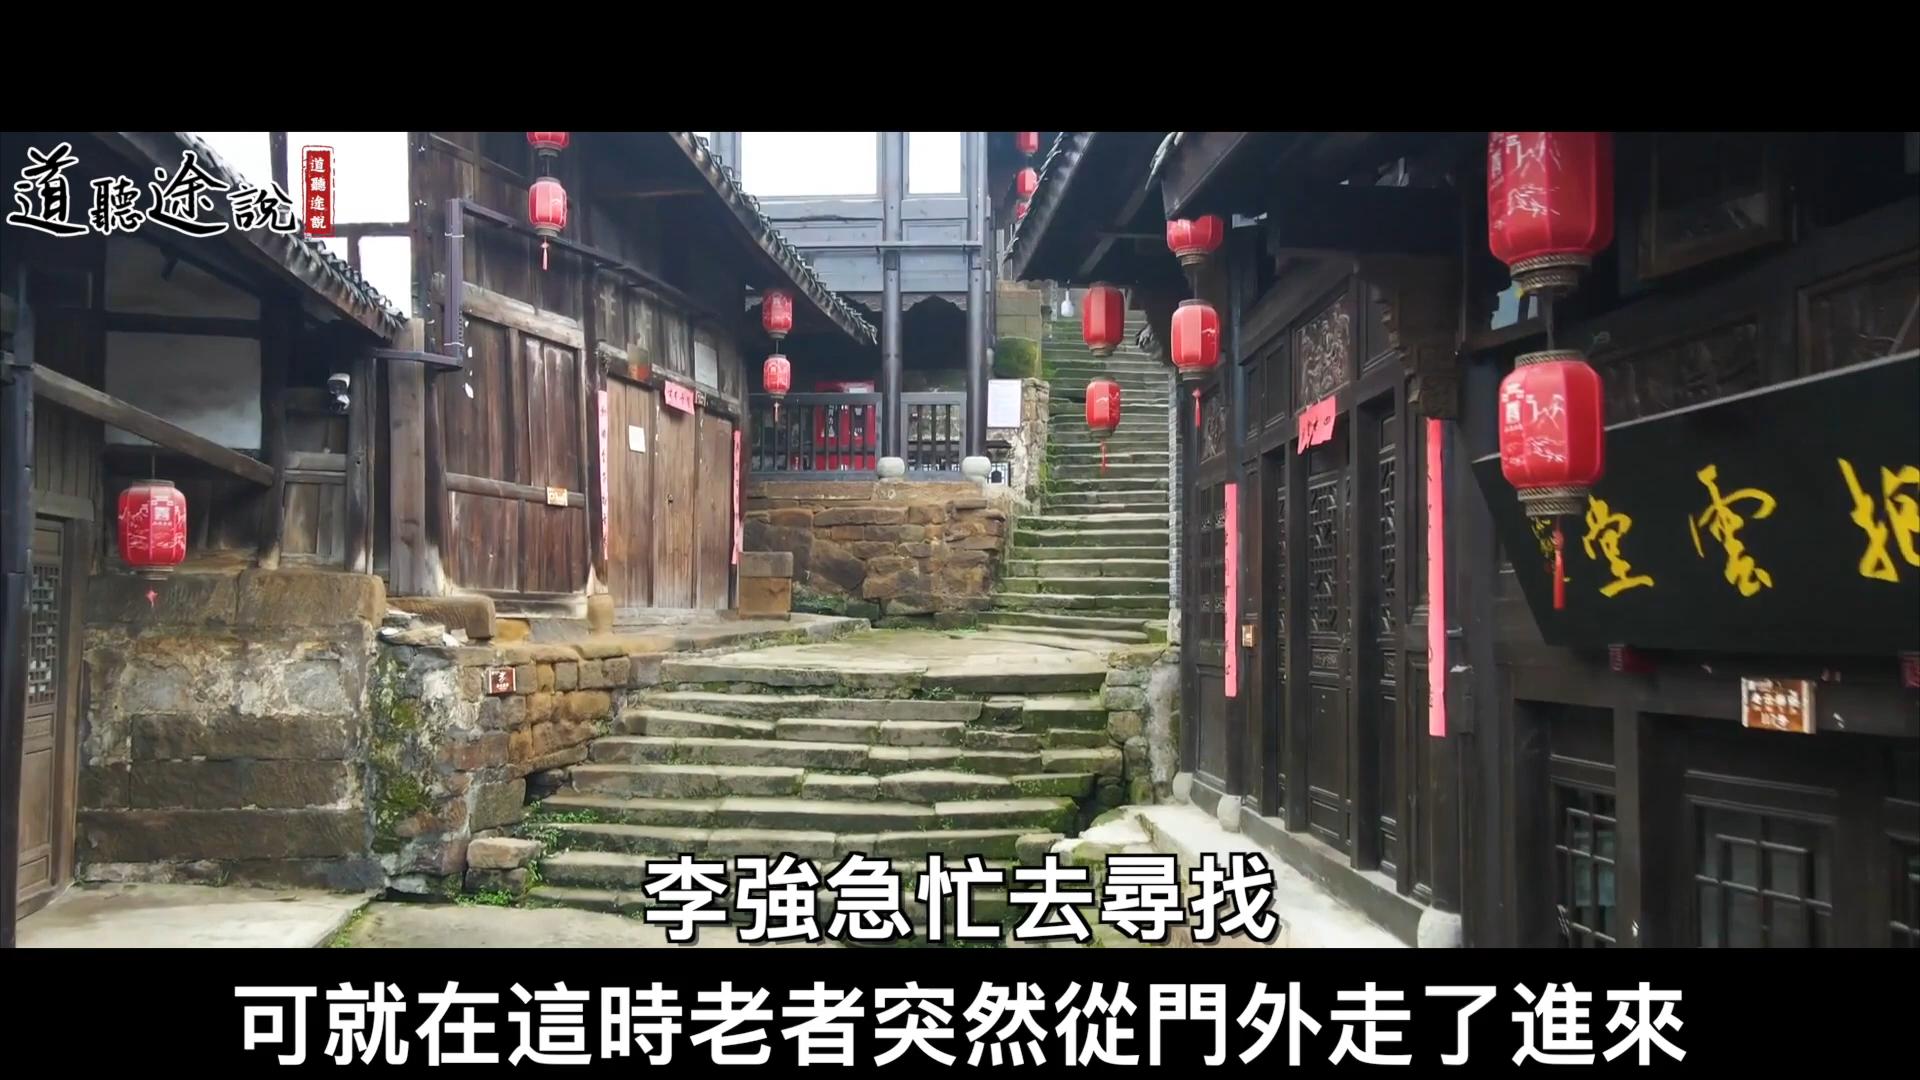 道聽途說
道聽途說
抱雲堂
李強急忙去尋找
可就在這時老者突然從門外走了進來